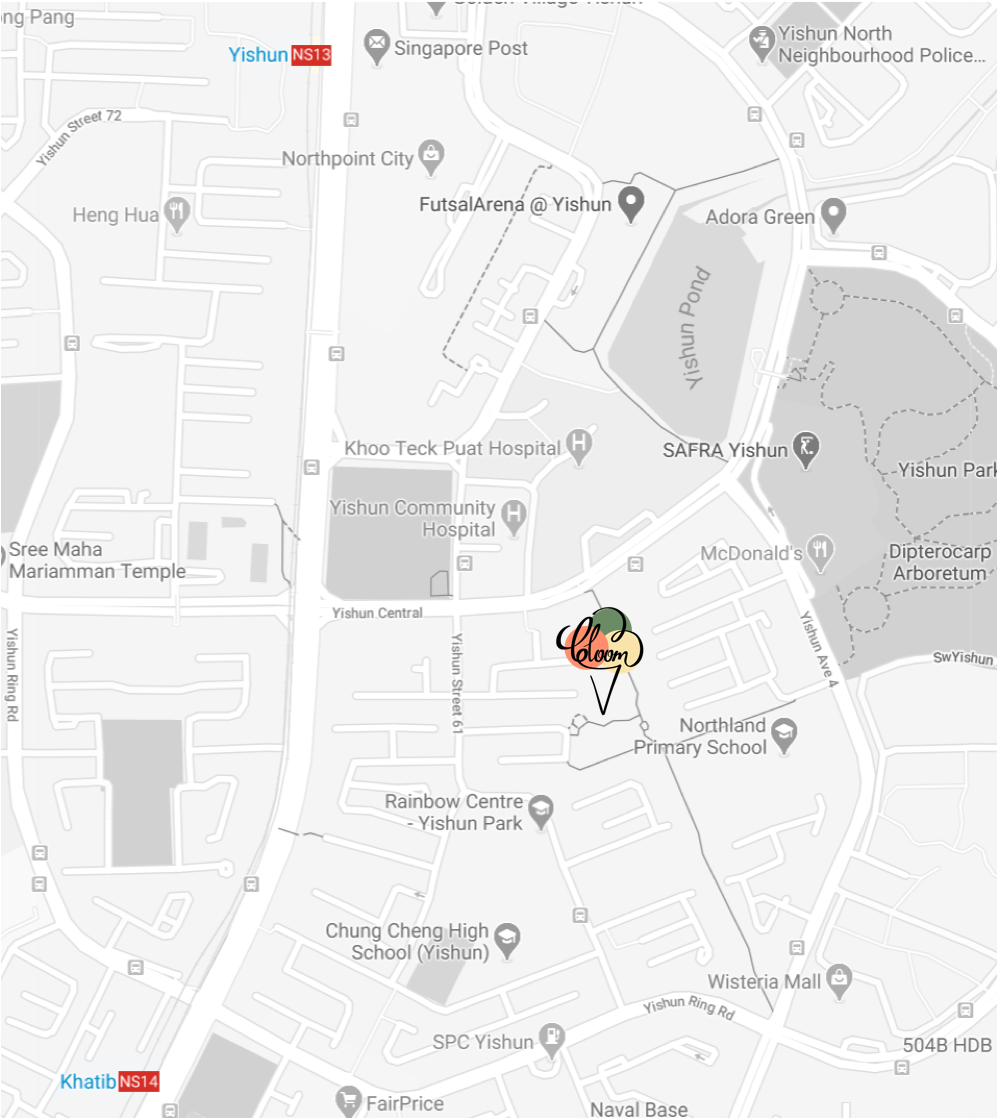 Golden Village Yishun
ong Pang
Yishun NS13
Singapore Post
Yishun North
Neighbourhood Police...
Yishun Street 72
Northpoint City
FutsalArena @ Yishun
Heng Hua
Adora Green
Yishun Pond
Khoo Teck Puat Hospital
SAFRA Yishun
Yishun Park
Yishun Community
Hospital
Sree Maha
Mariamman Temple
McDonald's
Dipterocarp
Arboretum
Yishun Central
Yishun Ring Rd
Yishun Street 61
bloom
Yishun Ave 4
SwYishun
Northland
Primary School
Rainbow Centre
- Yishun Park
Chung Cheng High
School (Yishun)
Wisteria Mall
Yishun Ring Rd
SPC Yishun
504B HDB
Khatib NS14
FairPrice
Naval Base